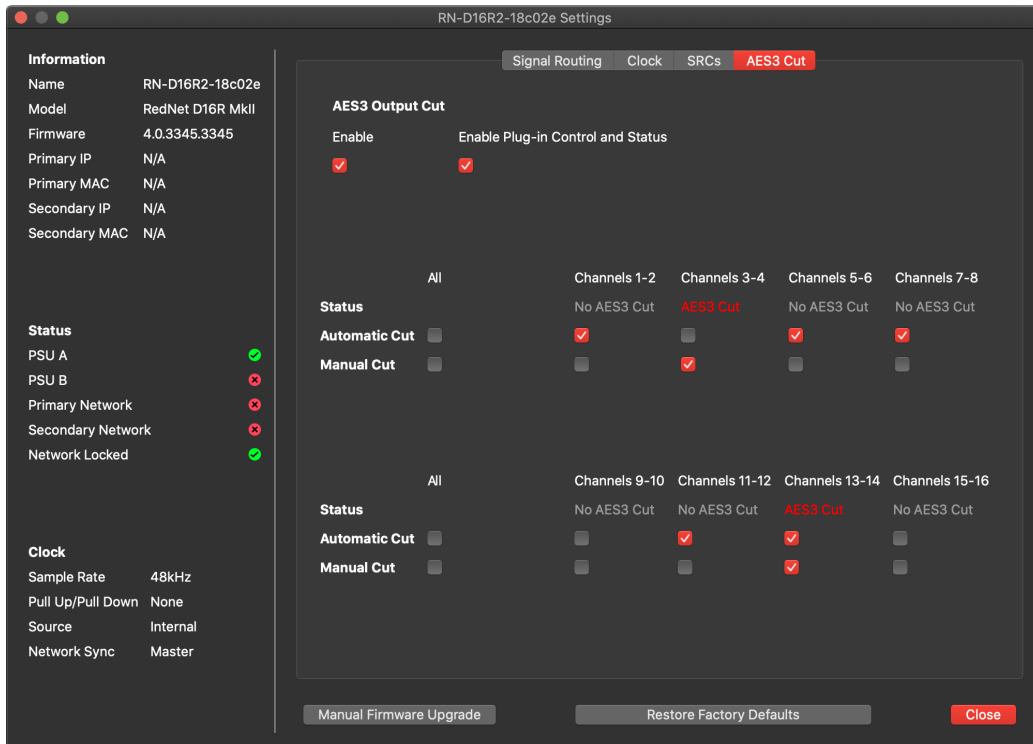 RN-D16R2-18c02e Settings
Information
Name RN-D16R2-18c02e
Model RedNet D16R MkII
Firmware 4.0.3345.3345
Primary IP N/A
Primary MAC N/A
Secondary IP N/A
Secondary MAC N/A
Status
PSU A
PSU B
Primary Network
Secondary Network
Network Locked
Clock
Sample Rate 48kHz
Pull Up/Pull Down None
Source Internal
Network Sync Master
Signal Routing Clock SRCs AES3 Cut
AES3 Output Cut
Enable Enable Plug-in Control and Status
All Channels 1-2 Channels 3-4 Channels 5-6 Channels 7-8
Status No AES3 Cut AES3 Cut No AES3 Cut No AES3 Cut
Automatic Cut
Manual Cut
All Channels 9-10 Channels 11-12 Channels 13-14 Channels 15-16
Status No AES3 Cut No AES3 Cut AES3 Cut No AES3 Cut
Automatic Cut
Manual Cut
Manual Firmware Upgrade Restore Factory Defaults Close